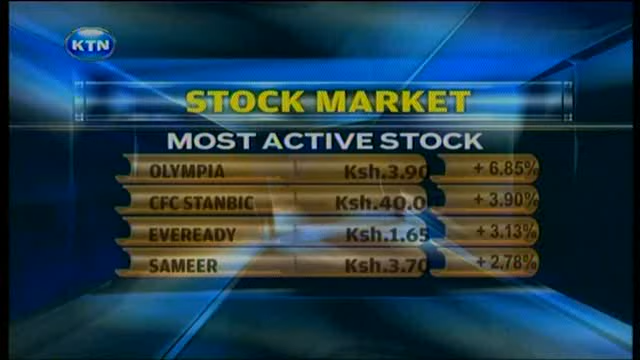 KTN
STOCK MARKET
MOST ACTIVE STOCK
OLYMPIA Ksh.3.90 + 6.85%
CFC STANBIC Ksh.40.0 + 3.90%
EVEREADY Ksh.1.65 + 3.13%
SAMEER Ksh.3.70 + 2.78%